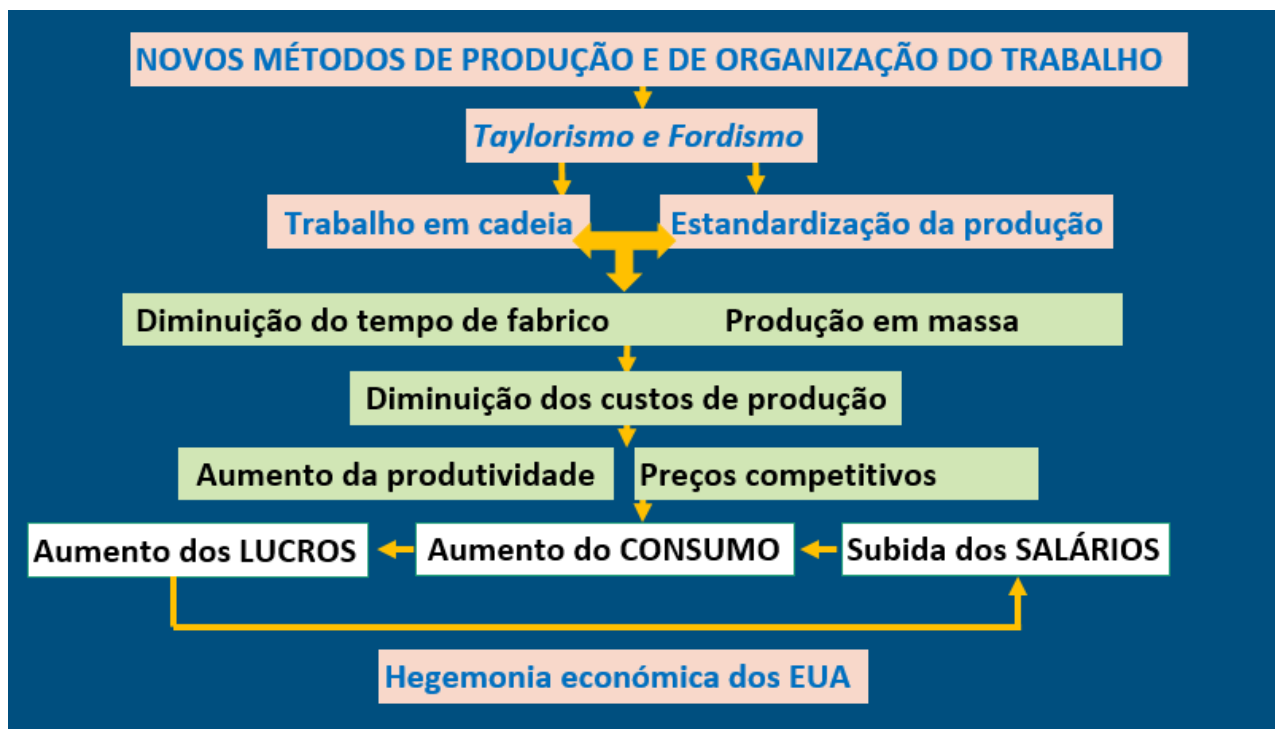 NOVOS MÉTODOS DE PRODUÇÃO E DE ORGANIZAÇÃO DO TRABALHO
Taylorismo e Fordismo
Trabalho em cadeia
Estandardização da produção
Diminuição do tempo de fabrico
Produção em massa
Diminuição dos custos de produção
Aumento da produtividade
Preços competitivos
Aumento dos LUCROS
Aumento do CONSUMO
Subida dos SALÁRIOS
Hegemonia económica dos EUA